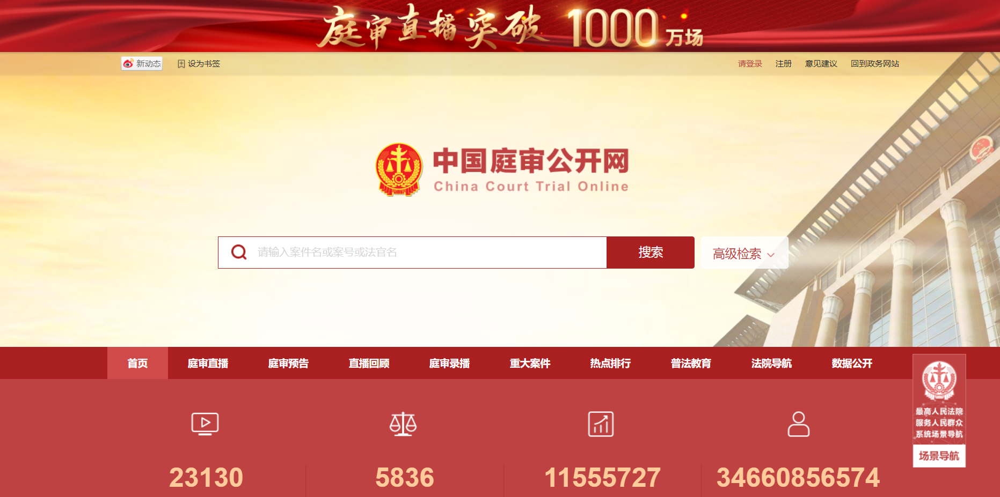 庭审直播突破 1000 万场
新动态
设为书签
请登录
注册
意见建议
回到政务网站
中国庭审公开网
China Court Trial Online
请输入案件名或案号或法官名
搜索
高级检索
首页
庭审直播
庭审预告
直播回顾
庭审录播
重大案件
热点排行
普法教育
法院导航
数据公开
23130
5836
11555727
34660856574
最高人民法院
服务人民群众
系统场景导航
场景导航